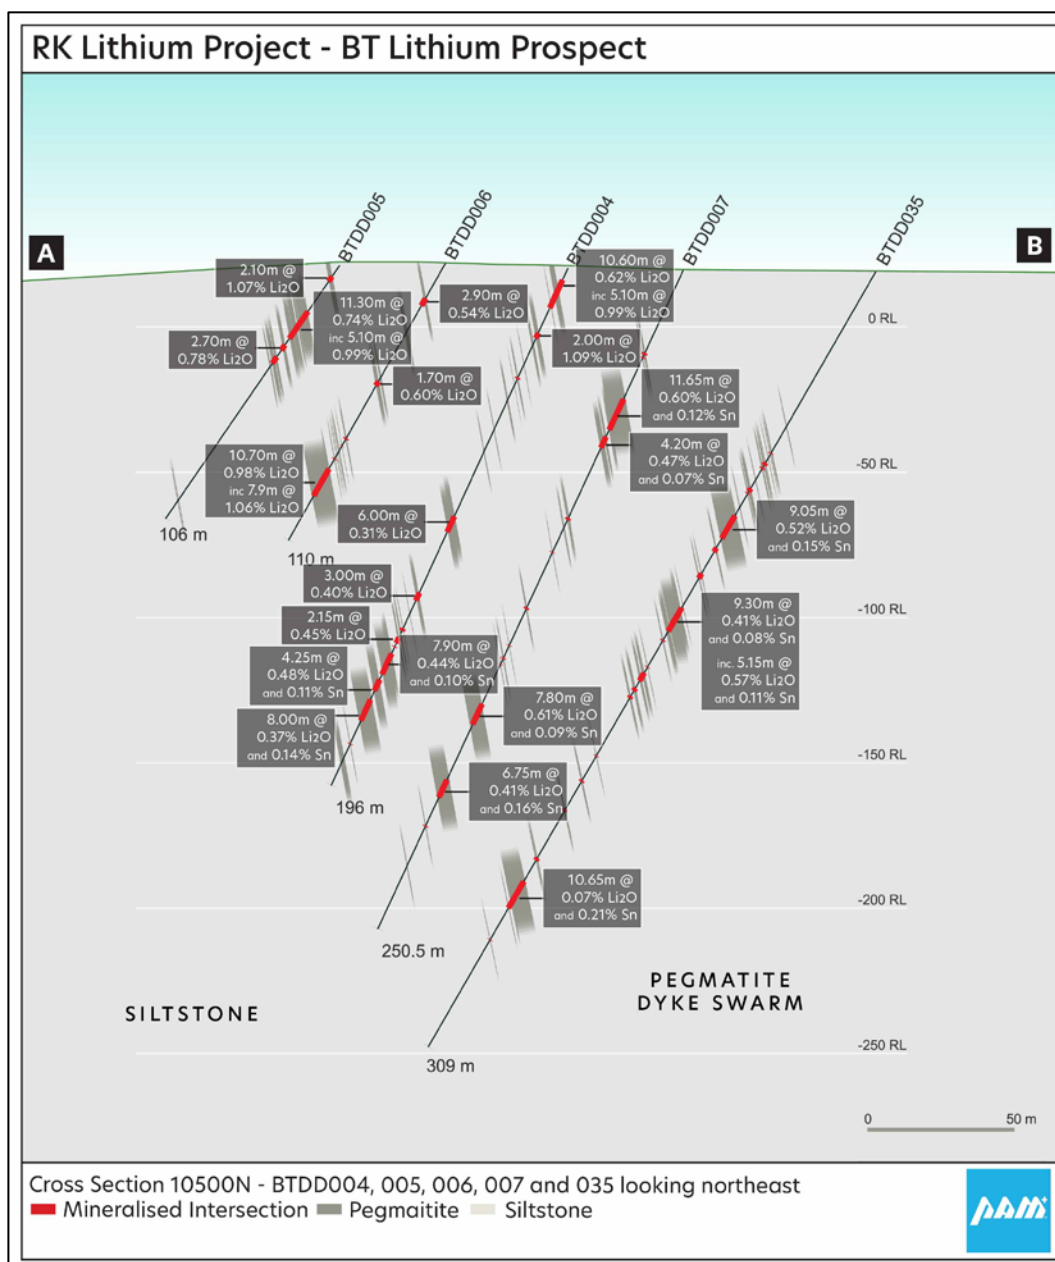 RK Lithium Project - BT Lithium Prospect
A
BTDD005
BTDD006
BTDD004
BTDD007
BTDD035
B
2.10m @
1.07% Li2O
11.30m @
0.74% Li2O
inc 5.10m @
0.99% Li2O
2.70m @
0.78% Li2O
2.90m @
0.54% Li2O
10.60m @
0.62% Li2O
inc 5.10m @
0.99% Li2O
2.00m @
1.09% Li2O
0 RL
1.70m @
0.60% Li2O
11.65m @
0.60% Li2O
and 0.12% Sn
4.20m @
0.47% Li2O
and 0.07% Sn
-50 RL
10.70m @
0.98% Li2O
inc 7.9m @
1.06% Li2O
6.00m @
0.31% Li2O
9.05m @
0.52% Li2O
and 0.15% Sn
106 m
110 m
3.00m @
0.40% Li2O
-100 RL
9.30m @
0.41% Li2O
and 0.08% Sn
inc. 5.15m @
0.57% Li2O
and 0.11% Sn
2.15m @
0.45% Li2O
4.25m @
0.48% Li2O
and 0.11% Sn
7.90m @
0.44% Li2O
and 0.10% Sn
8.00m @
0.37% Li2O
and 0.14% Sn
7.80m @
0.61% Li2O
and 0.09% Sn
-150 RL
6.75m @
0.41% Li2O
and 0.16% Sn
196 m
10.65m @
0.07% Li2O
and 0.21% Sn
-200 RL
250.5 m
SILTSTONE
PEGMATITE
DYKE SWARM
-250 RL
309 m
0 50 m
Cross Section 10500N - BTDD004, 005, 006, 007 and 035 looking northeast
Mineralised Intersection Pegmaitite Siltstone
PAM